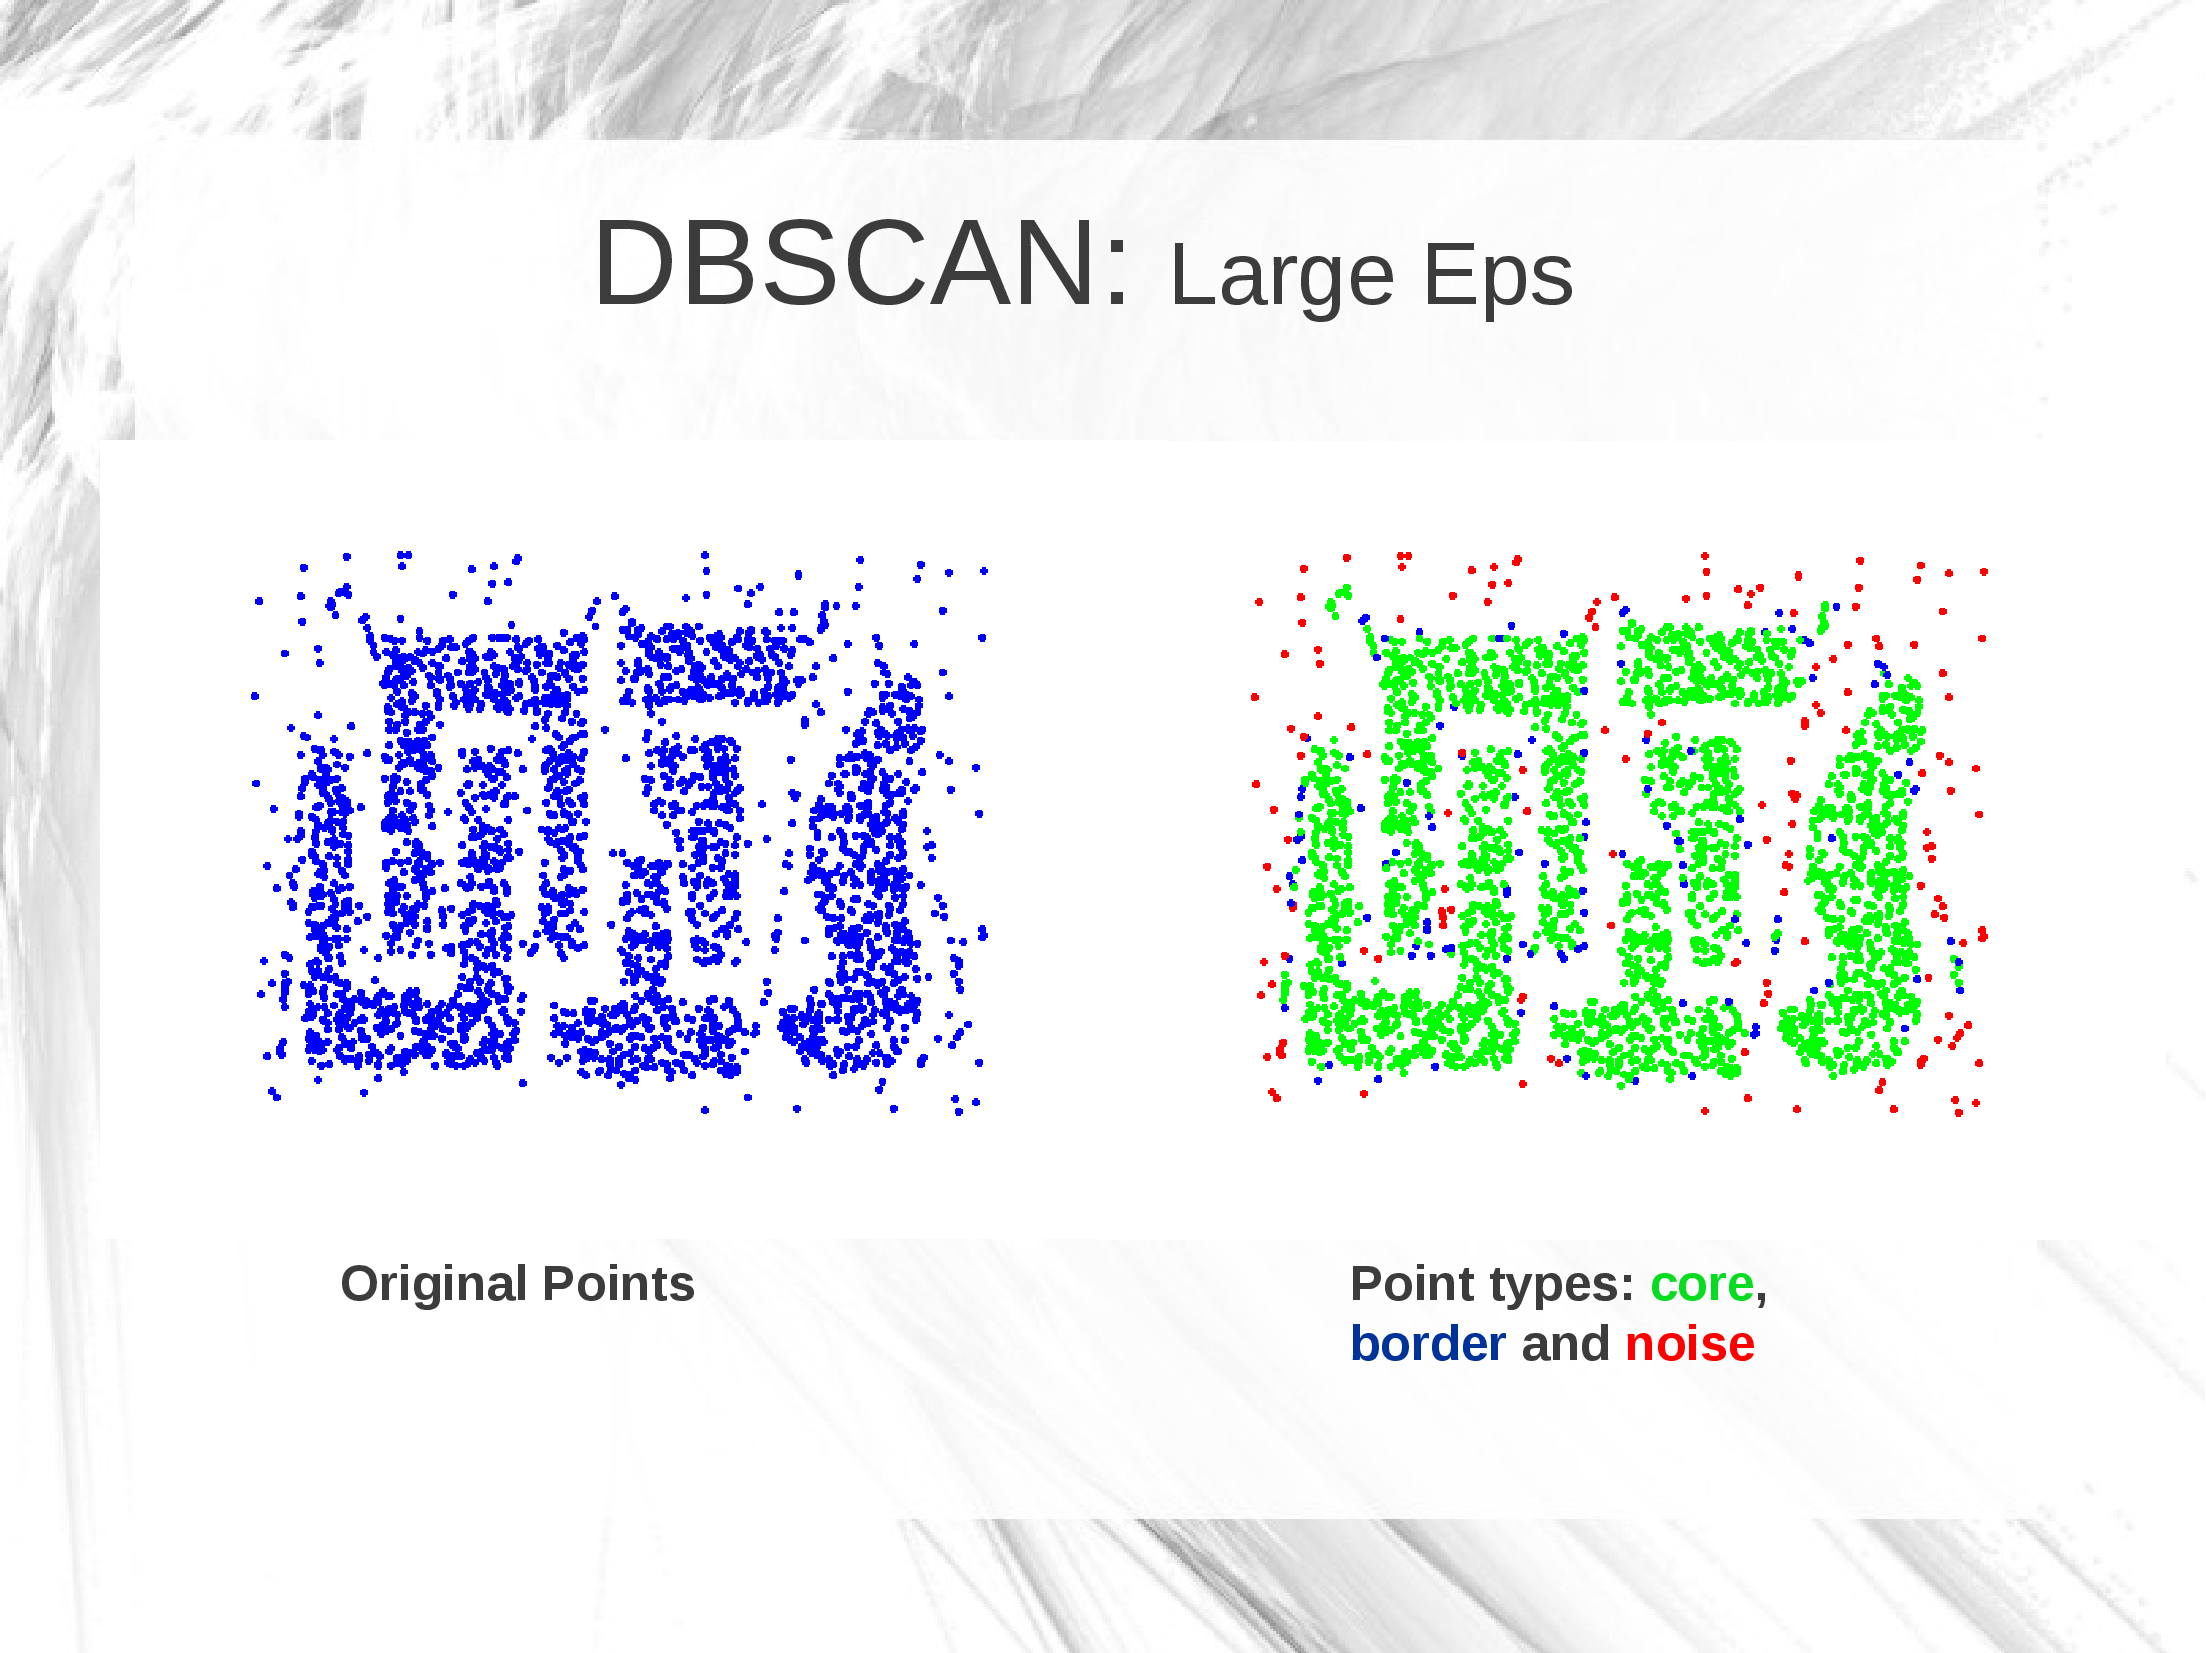 DBSCAN: Large Eps
Original Points
Point types: core,
border and noise